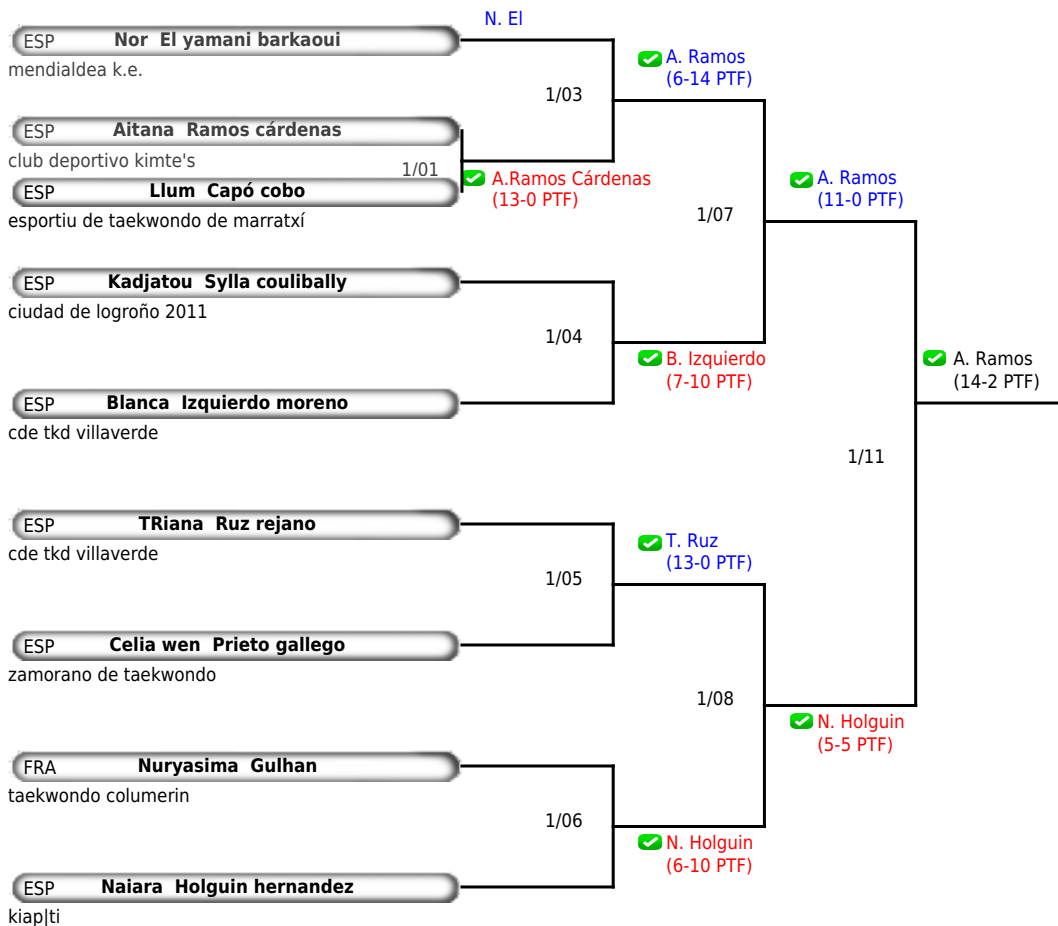 N. El
ESP Nor El yamani barkaoui
mendialdea k.e.
A. Ramos
(6-14 PTF)
1/03
ESP Aitana Ramos cárdenas
club deportivo kimte's
1/01
A.Ramos Cárdenas
(13-0 PTF)
ESP Llum Capó cobo
esportiu de taekwondo de marratxí
A. Ramos
(11-0 PTF)
1/07
ESP Kadjatou Sylla coulibally
ciudad de logroño 2011
1/04
B. Izquierdo
(7-10 PTF)
A. Ramos
(14-2 PTF)
ESP Blanca Izquierdo moreno
cde tkd villaverde
1/11
ESP TRiana Ruz rejano
cde tkd villaverde
T. Ruz
(13-0 PTF)
1/05
ESP Celia wen Prieto gallego
zamorano de taekwondo
1/08
N. Holguin
(5-5 PTF)
FRA Nuryasima Gulhan
taekwondo columerin
1/06
N. Holguin
(6-10 PTF)
ESP Naiara Holguin hernandez
kiap|ti